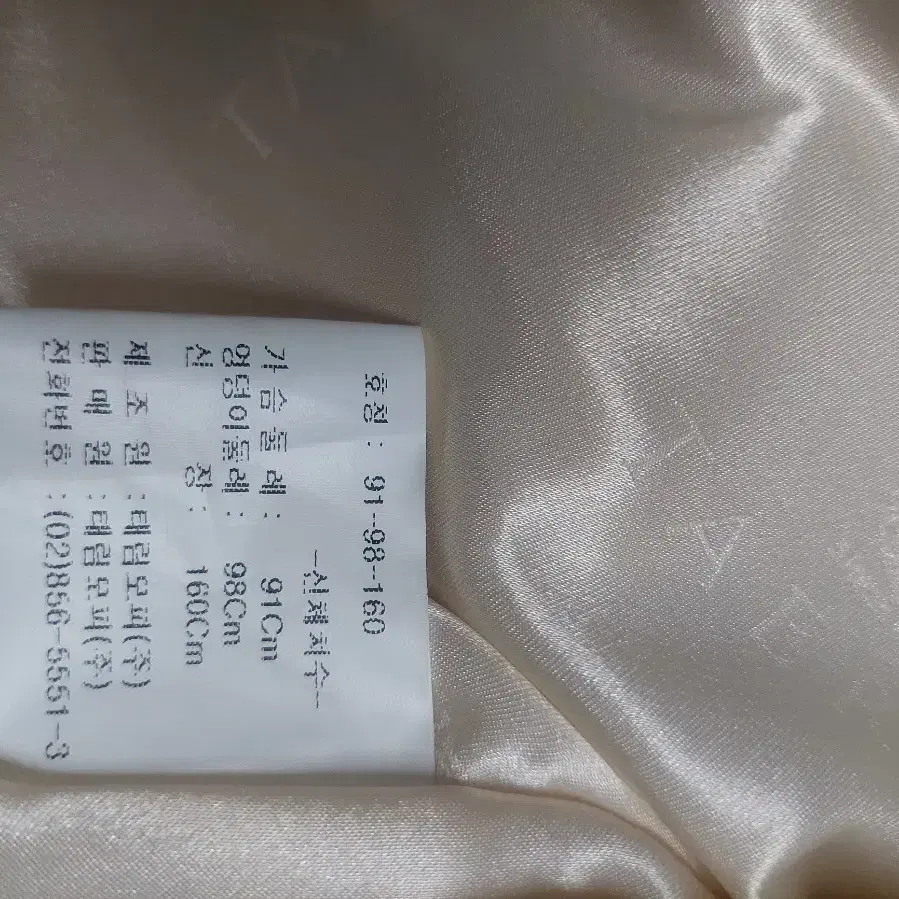 호칭: 91-98-160
-신체치수-
가슴둘레: 91Cm
엉덩이둘레: 98Cm
신 장: 160Cm
제 조 원 :태림모피(주)
판 매 원 :태림모피(주)
전화번호 :(02)856-5551-3